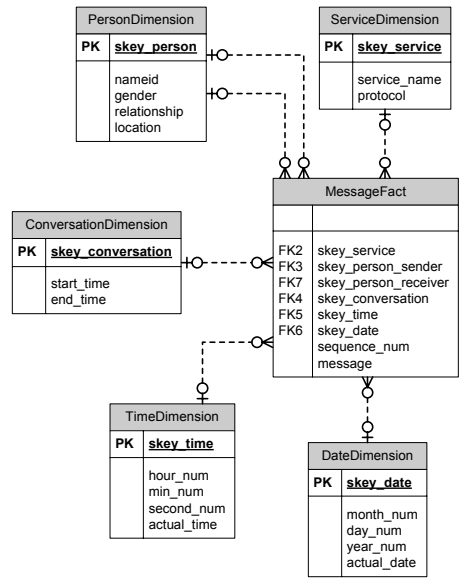 PersonDimension
PK skey_person
nameid
gender
relationship
location
ServiceDimension
PK skey_service
service_name
protocol
MessageFact
FK2 skey_service
FK3 skey_person_sender
FK7 skey_person_receiver
FK4 skey_conversation
FK5 skey_time
FK6 skey_date
sequence_num
message
ConversationDimension
PK skey_conversation
start_time
end_time
TimeDimension
PK skey_time
hour_num
min_num
second_num
actual_time
DateDimension
PK skey_date
month_num
day_num
year_num
actual_date